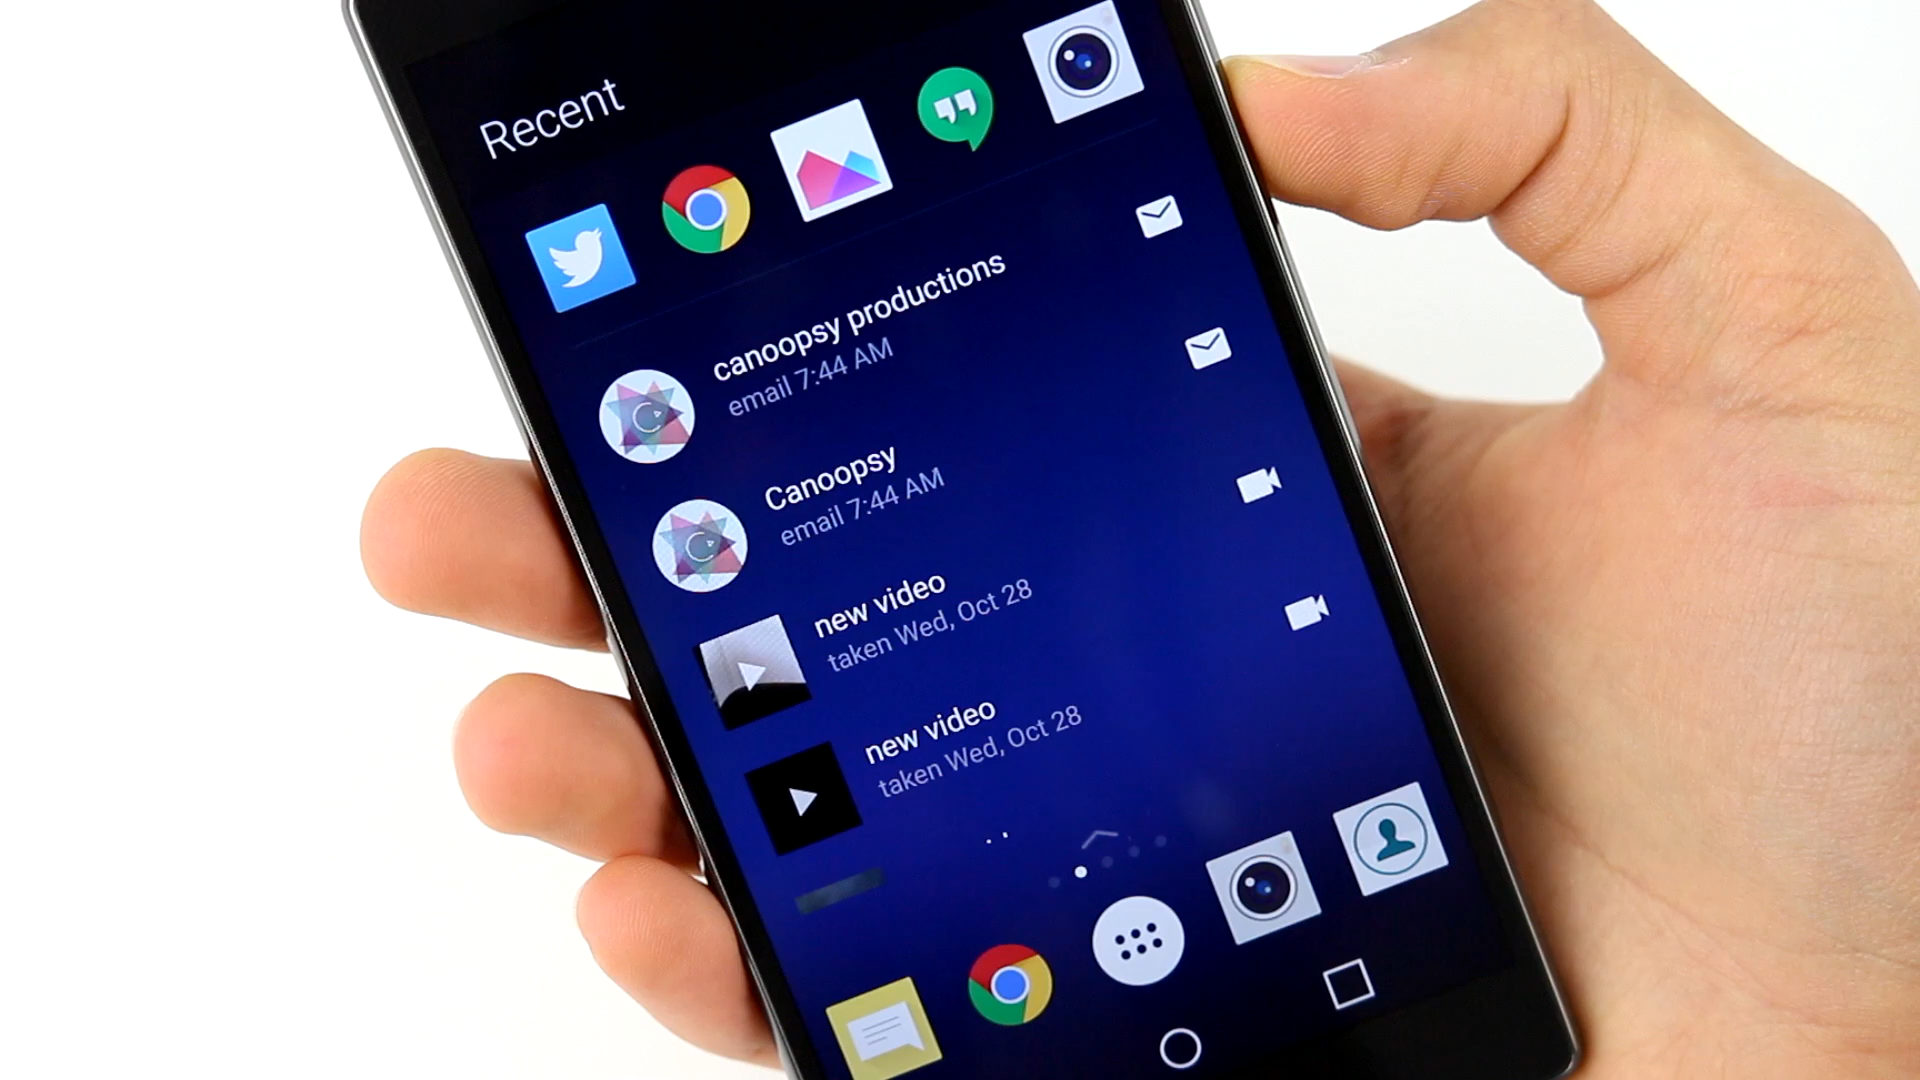 Recent
canoopsy productions
email 7:44 AM
Canoopsy
email 7:44 AM
new video
taken Wed, Oct 28
new video
taken Wed, Oct 28